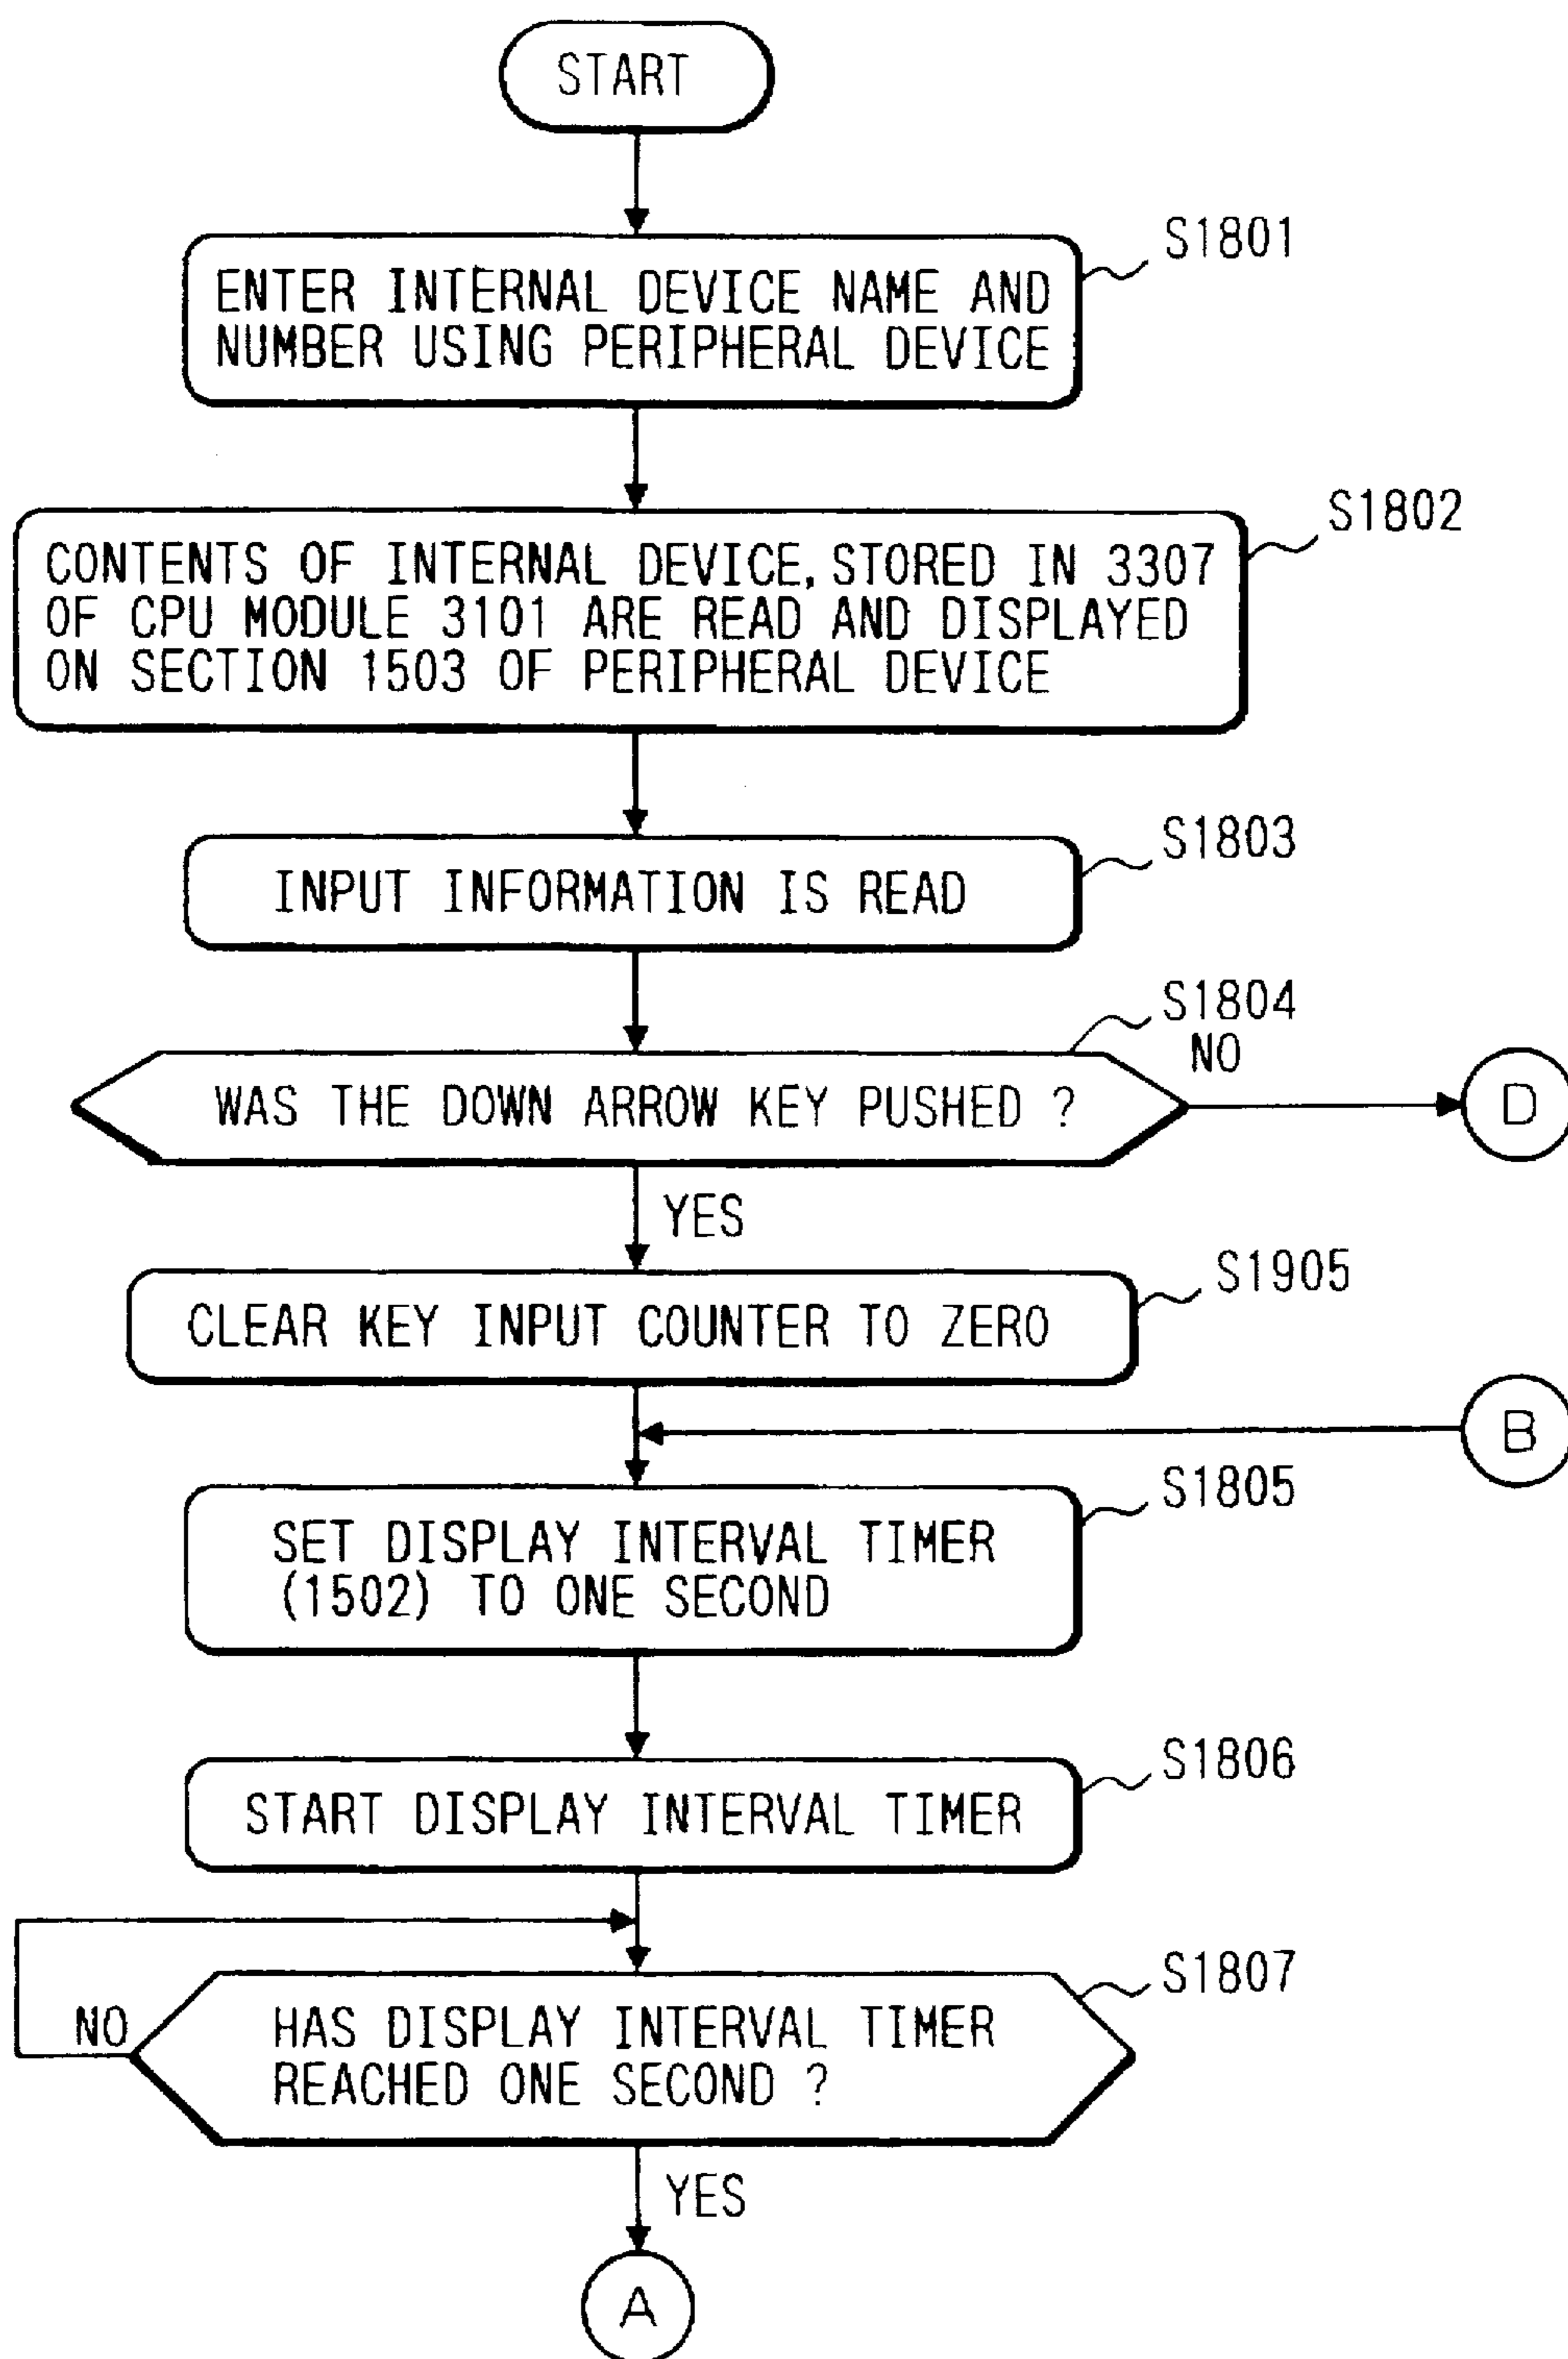 START
S1801
ENTER INTERNAL DEVICE NAME AND
NUMBER USING PERIPHERAL DEVICE
S1802
CONTENTS OF INTERNAL DEVICE, STORED IN 3307
OF CPU MODULE 3101 ARE READ AND DISPLAYED
ON SECTION 1503 OF PERIPHERAL DEVICE
S1803
INPUT INFORMATION IS READ
S1804
NO
WAS THE DOWN ARROW KEY PUSHED ?
D
YES
S1905
CLEAR KEY INPUT COUNTER TO ZERO
B
S1805
SET DISPLAY INTERVAL TIMER
(1502) TO ONE SECOND
S1806
START DISPLAY INTERVAL TIMER
S1807
NO
HAS DISPLAY INTERVAL TIMER
REACHED ONE SECOND ?
YES
A